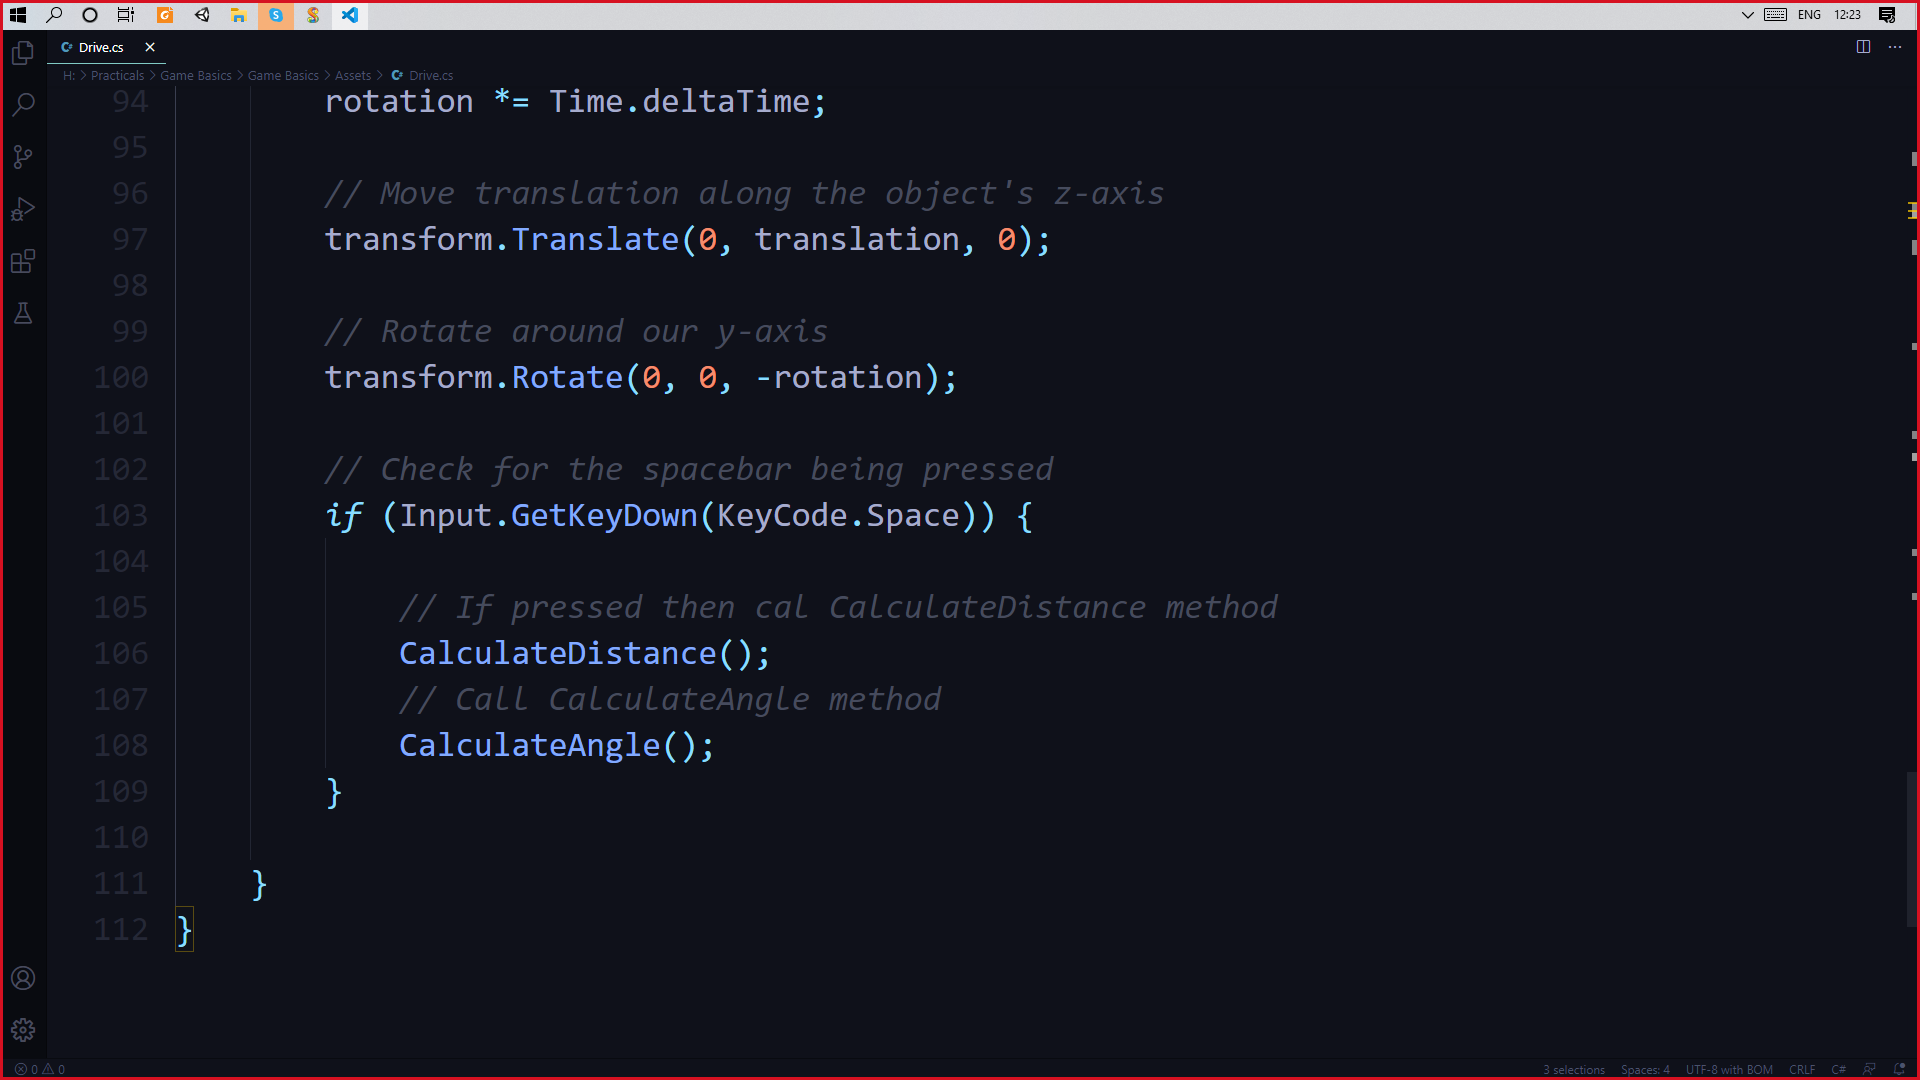 ENG 12:23
Drive.cs
H: > Practicals > Game Basics > Game Basics > Assets > Drive.cs
94 rotation *= Time.deltaTime;
95
96 // Move translation along the object's z-axis
97 transform.Translate(0, translation, 0);
98
99 // Rotate around our y-axis
100 transform.Rotate(0, 0, -rotation);
101
102 // Check for the spacebar being pressed
103 if (Input.GetKeyDown(KeyCode.Space)) {
104
105 // If pressed then cal CalculateDistance method
106 CalculateDistance();
107 // Call CalculateAngle method
108 CalculateAngle();
109 }
110
111 }
112 }
0 0 3 selections Spaces: 4 UTF-8 with BOM CRLF C#